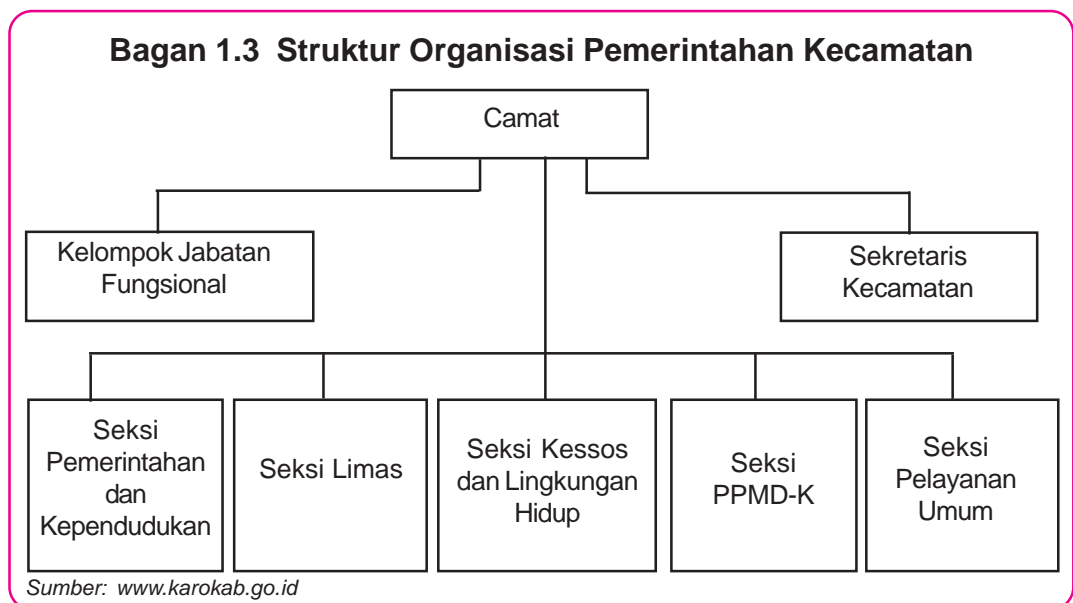 Bagan 1.3 Struktur Organisasi Pemerintahan Kecamatan
Camat
Kelompok Jabatan
Fungsional
Sekretaris
Kecamatan
Seksi
Pemerintahan
dan
Kependudukan
Seksi Limas
Seksi Kessos
dan Lingkungan
Hidup
Seksi
PPMD-K
Seksi
Pelayanan
Umum
Sumber: www.karokab.go.id